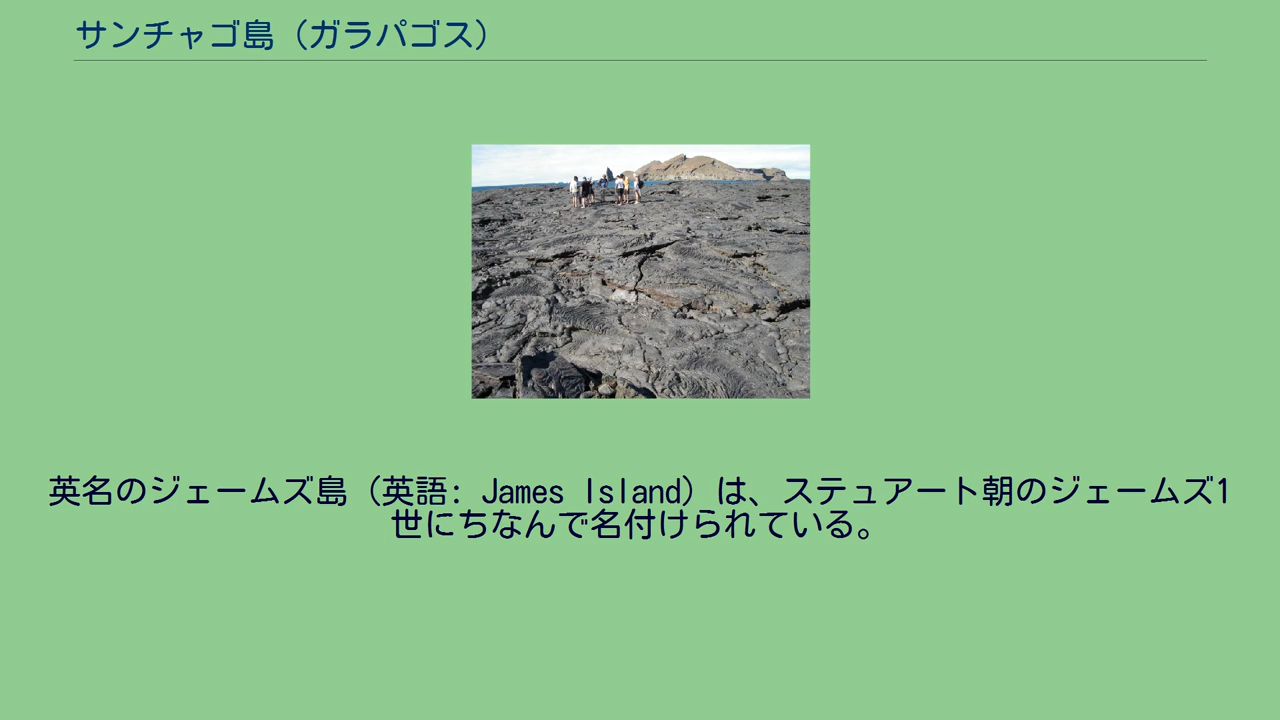 サンチャゴ島（ガラパゴス）
英名のジェームズ島（英語: James Island）は、ステュアート朝のジェームズ1
世にちなんで名付けられている。